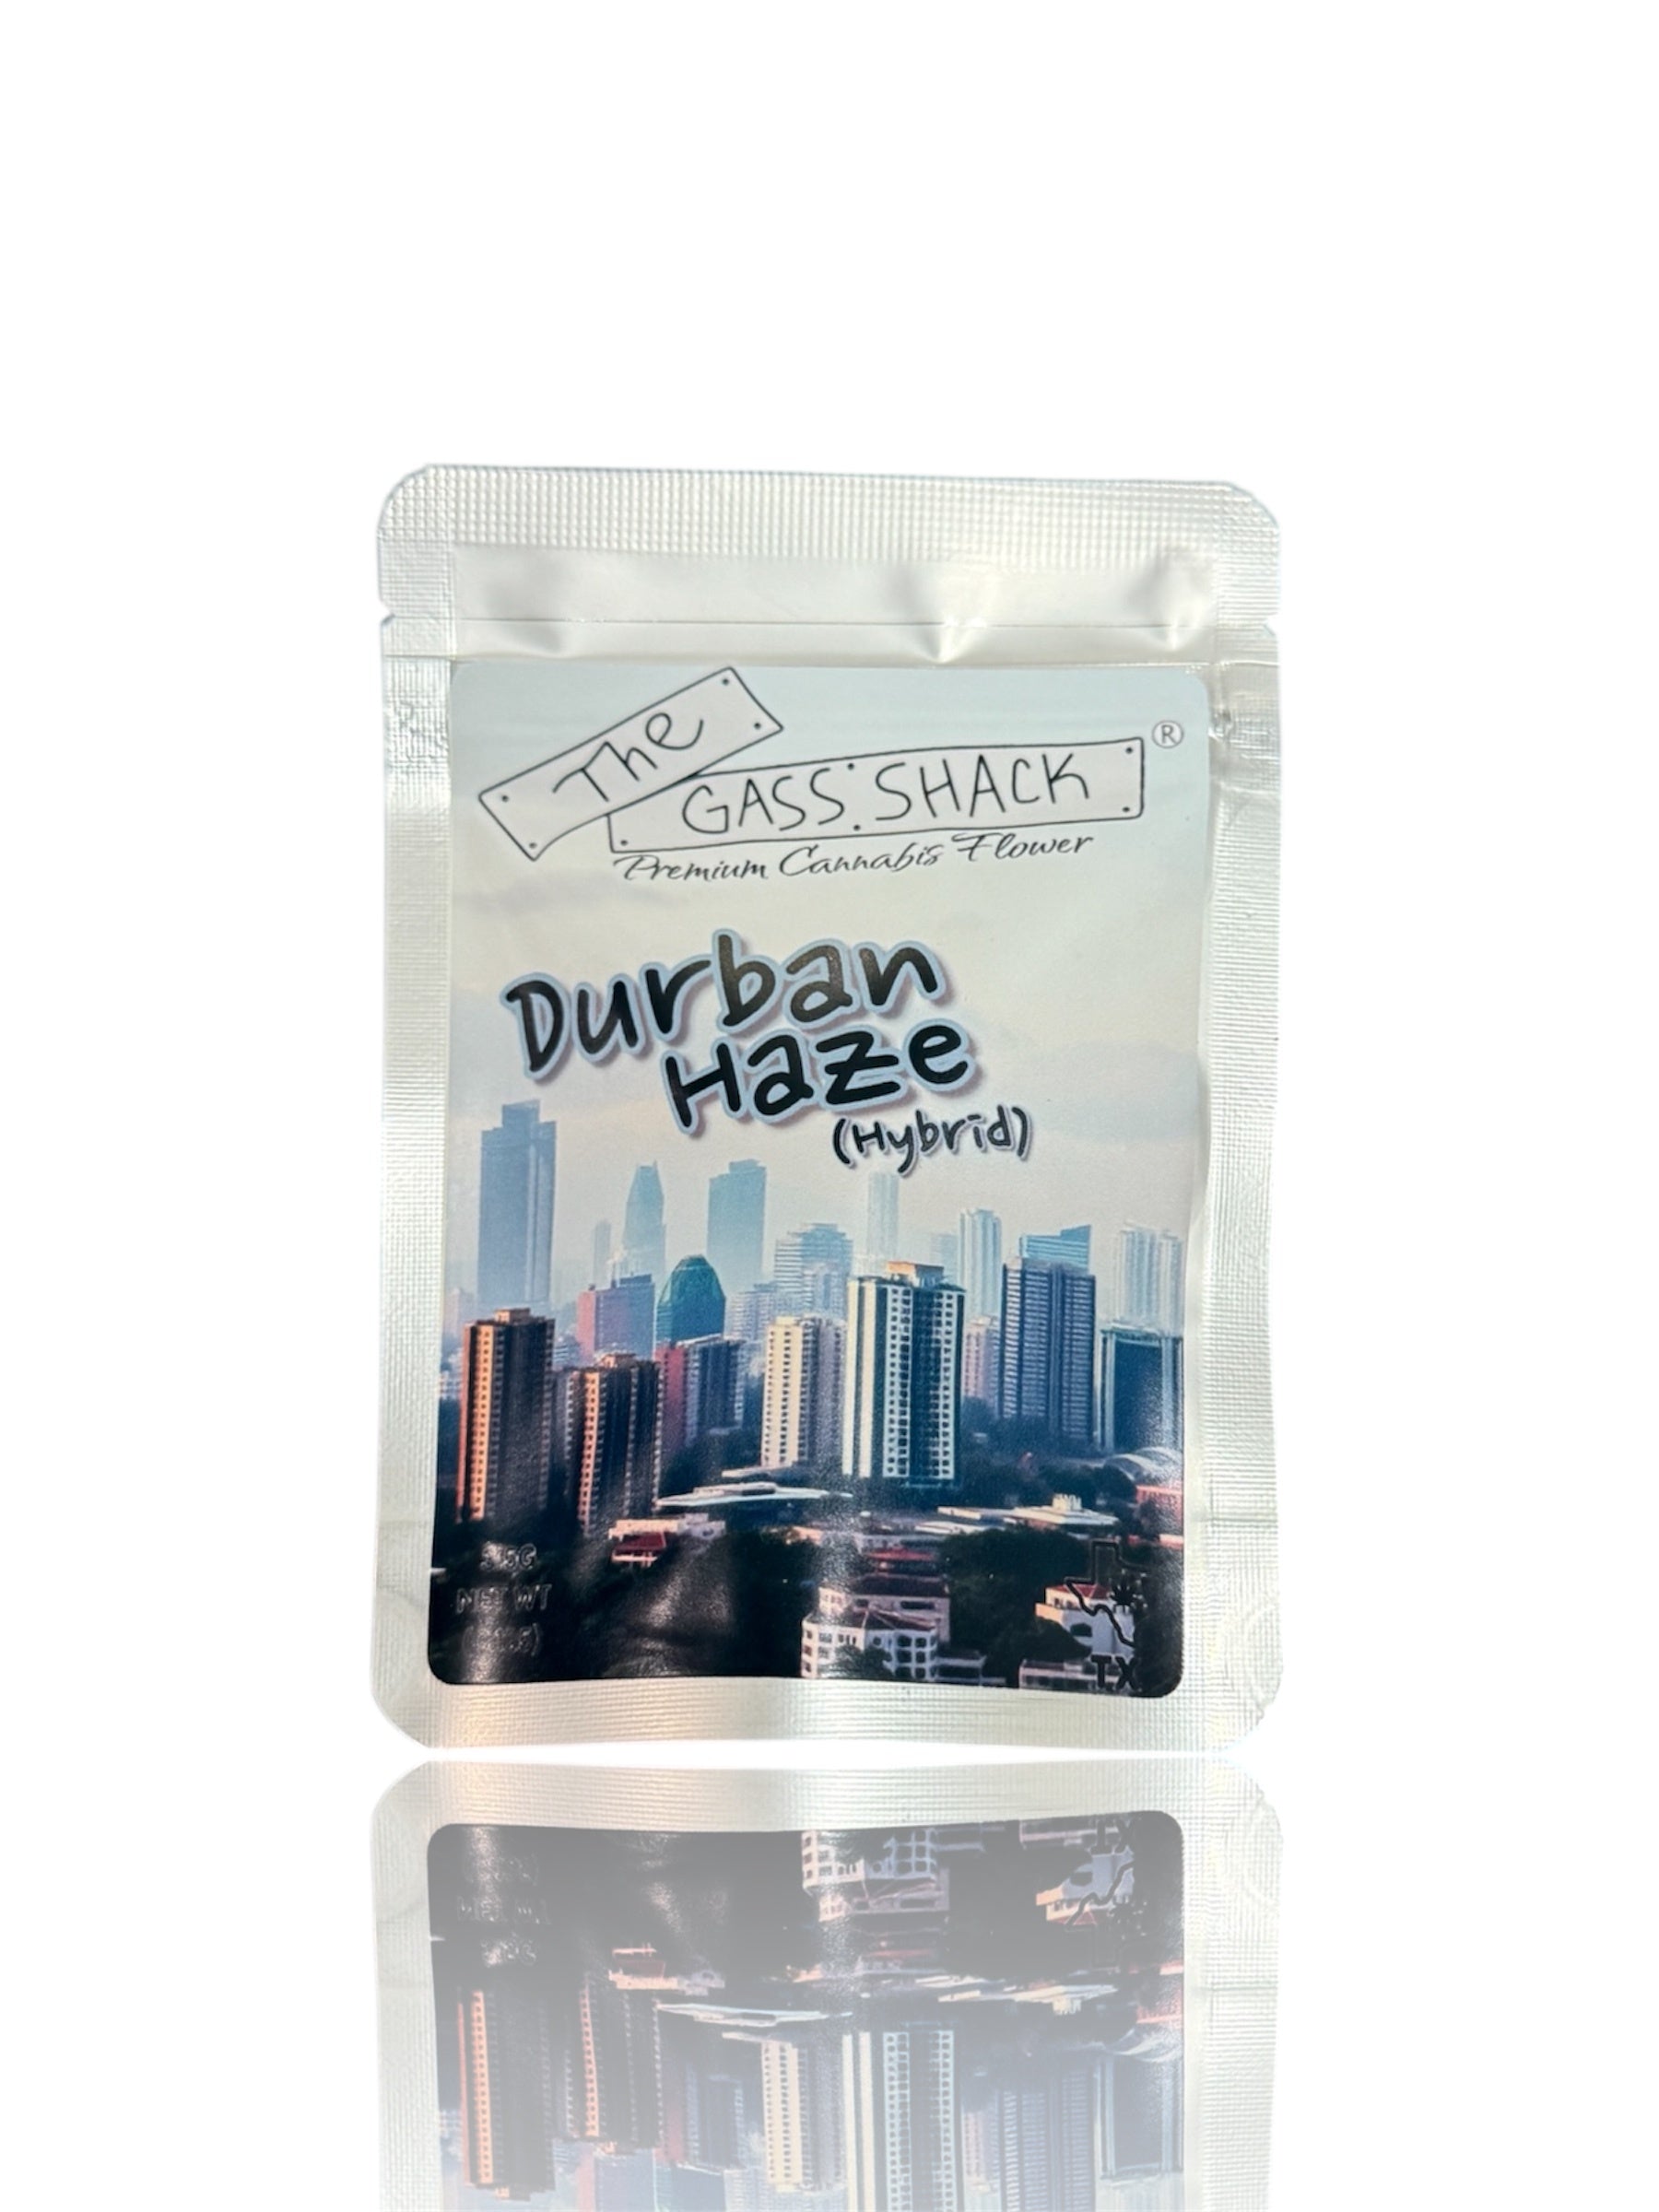 The
GASS SHACK ®
Premium Cannabis Flower
Durban
Haze
(Hybrid)
NET WT
TX